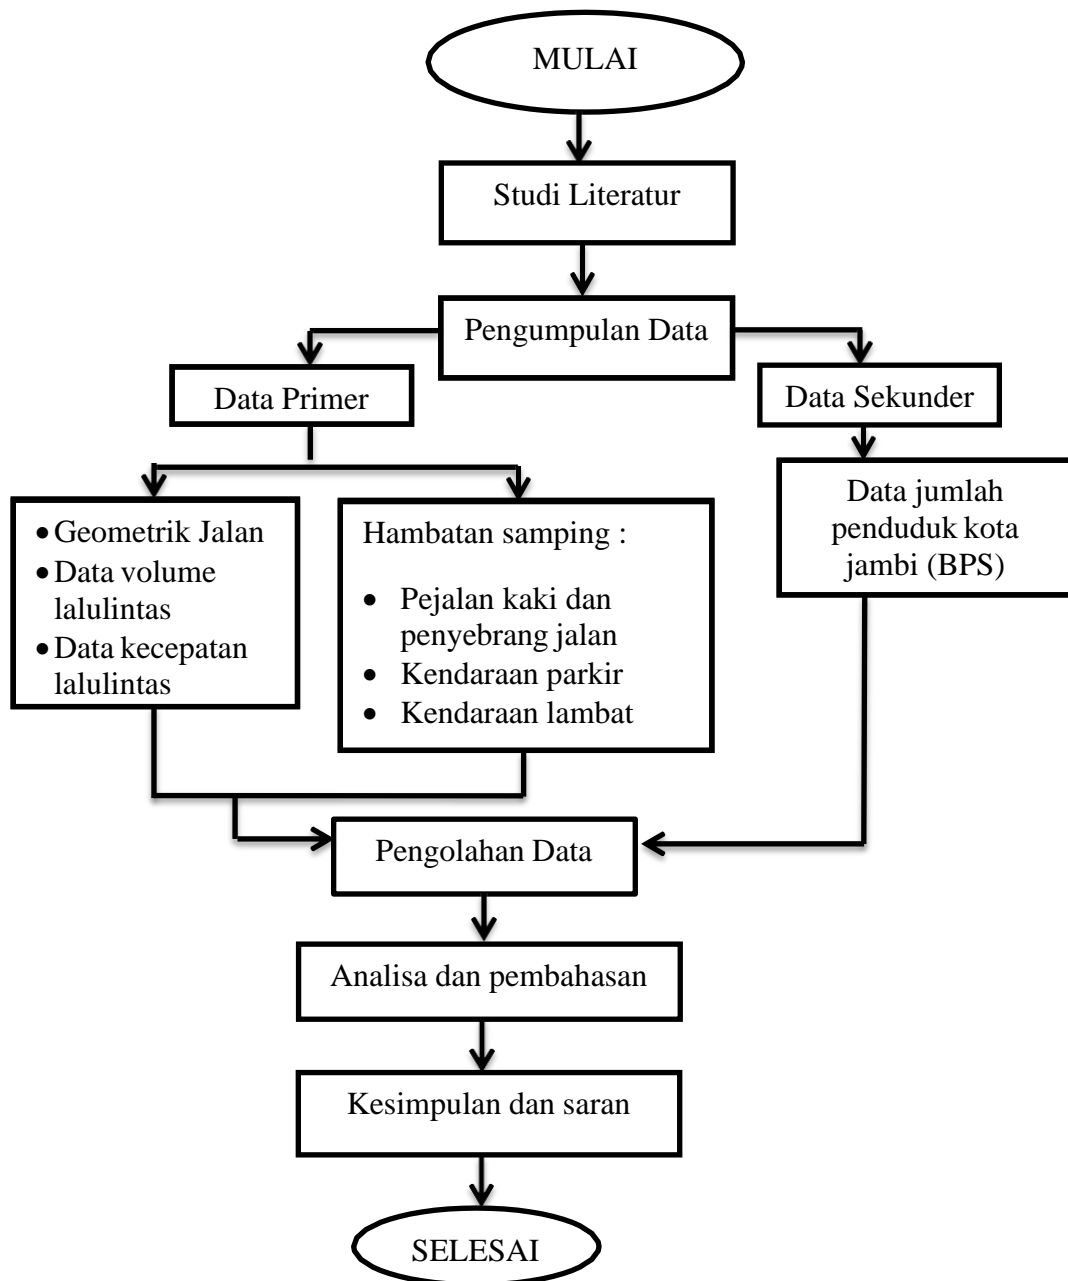 MULAI
Studi Literatur
Pengumpulan Data
Data Primer
Data Sekunder
• Geometrik Jalan
• Data volume
lalulintas
• Data kecepatan
lalulintas
Hambatan samping :
• Pejalan kaki dan
penyebrang jalan
• Kendaraan parkir
• Kendaraan lambat
Data jumlah
penduduk kota
jambi (BPS)
Pengolahan Data
Analisa dan pembahasan
Kesimpulan dan saran
SELESAI